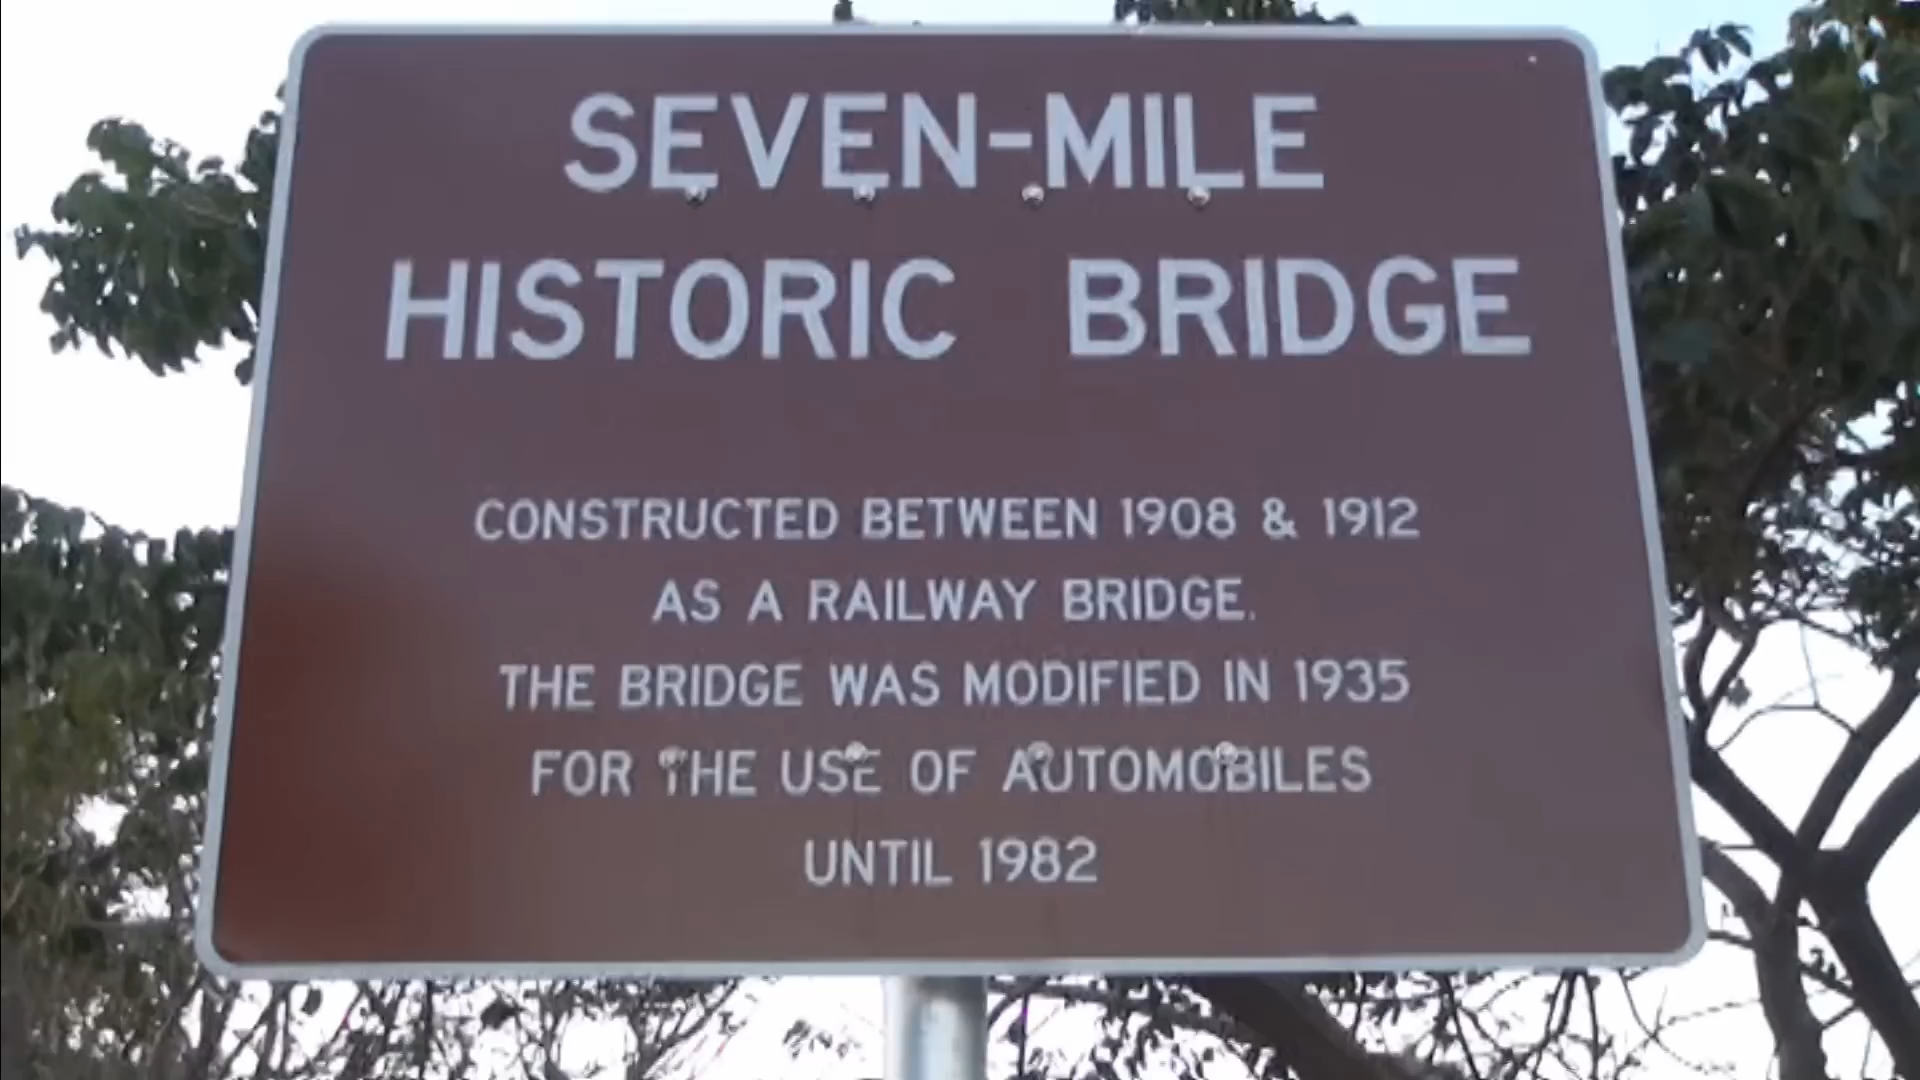 SEVEN-MILE
HISTORIC BRIDGE
CONSTRUCTED BETWEEN 1908 & 1912
AS A RAILWAY BRIDGE.
THE BRIDGE WAS MODIFIED IN 1935
FOR THE USE OF AUTOMOBILES
UNTIL 1982